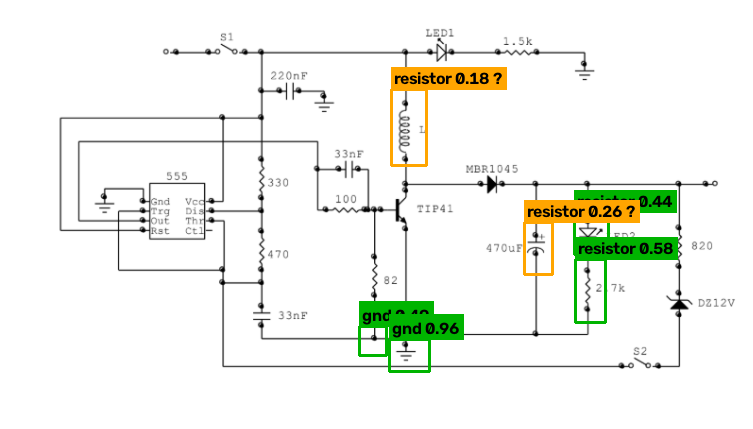 S1
LED1
1.5k
220nF
resistor 0.18 ?
L
33nF
MBR1045
555
330
100
TIP41
resistor 0.44
resistor 0.26 ?
Gnd Vcc
Trg Dis
Out Thr
Rst Ctl
470uF
+
resistor 0.58
820
470
82
2.7k
33nF
DZ12V
gnd
gnd 0.96
S2